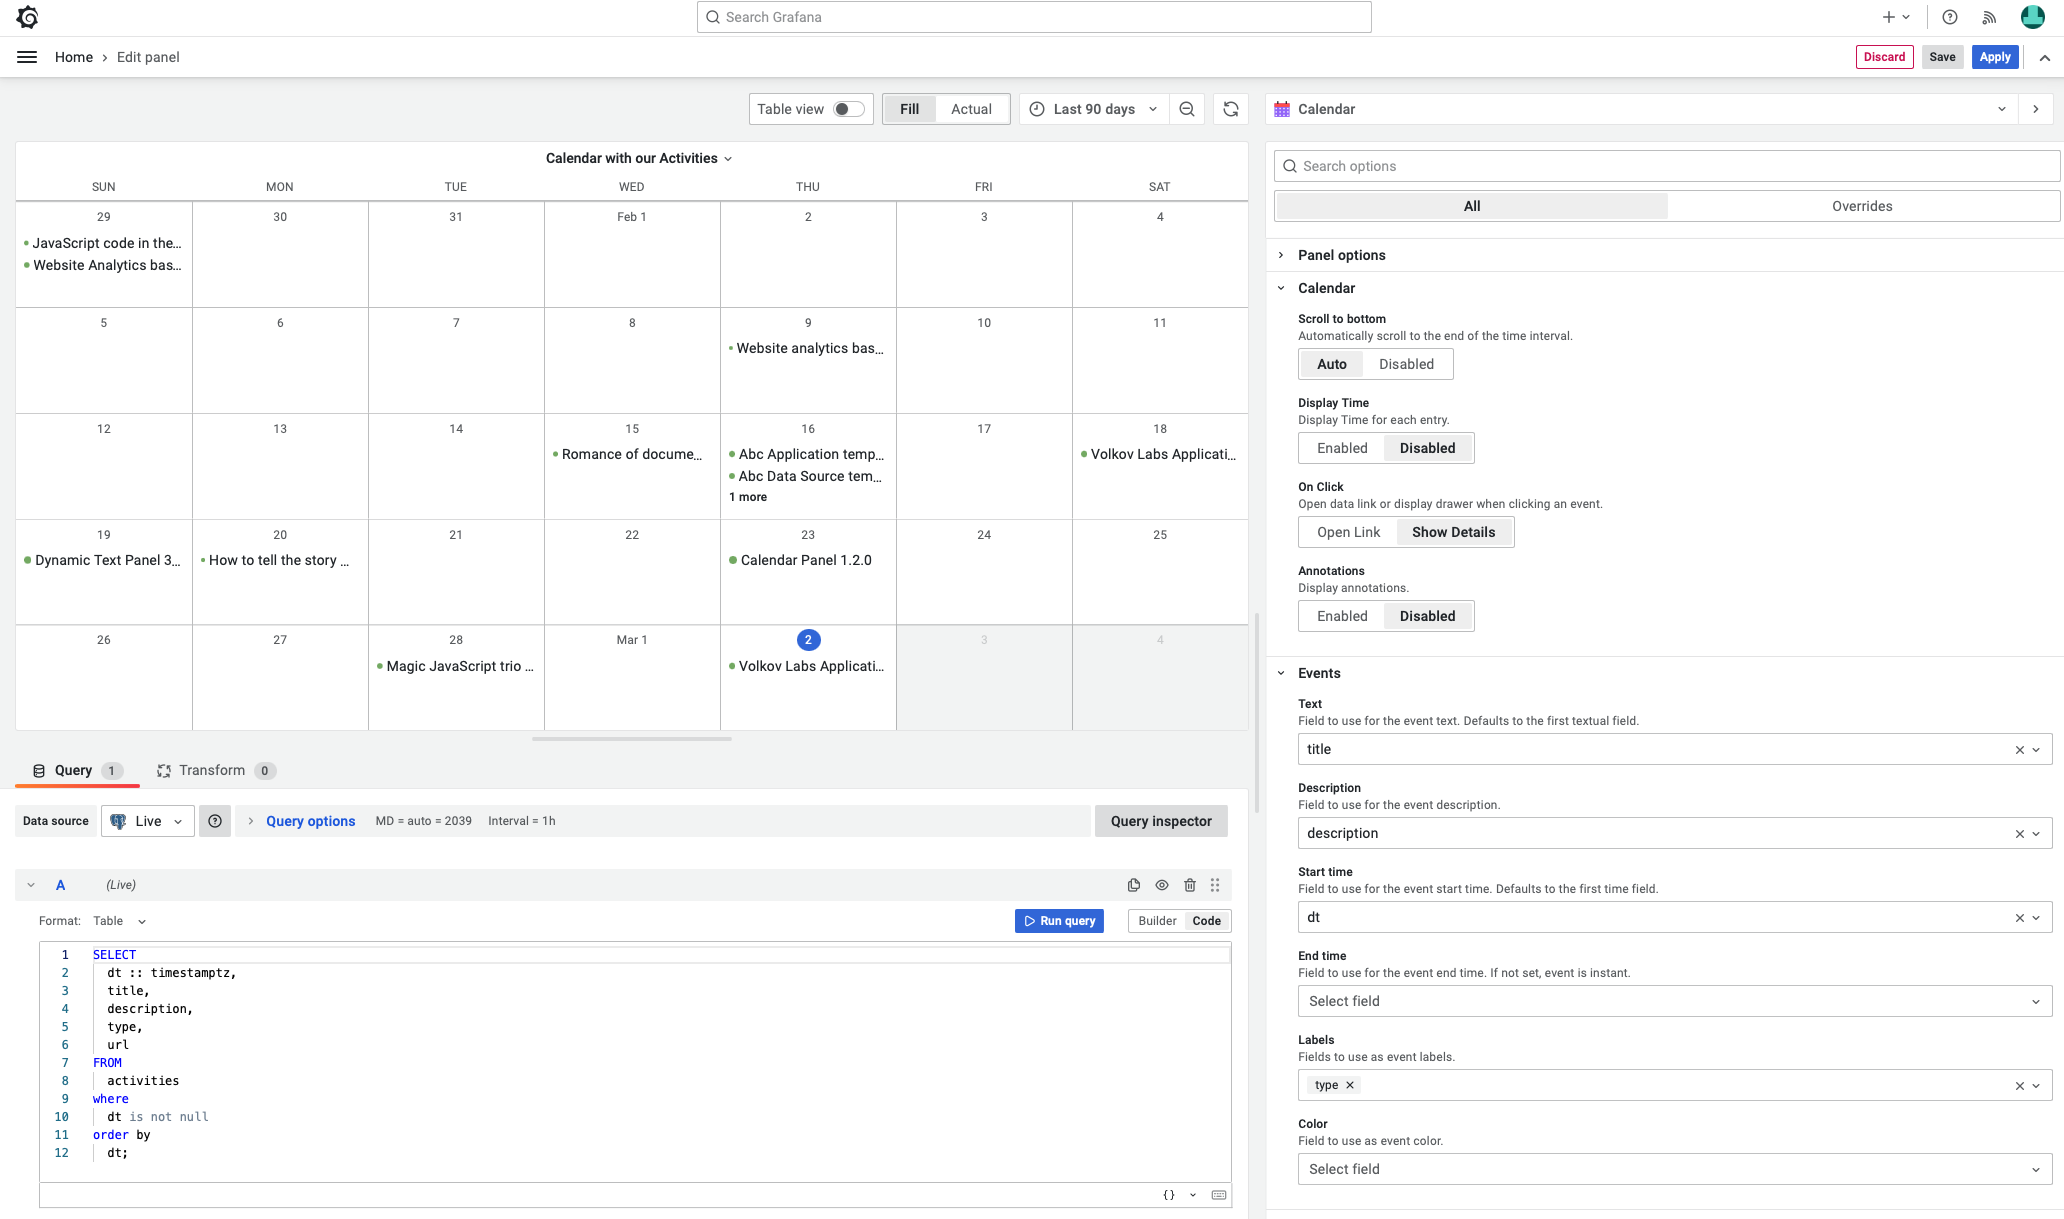 Search Grafana
Home › Edit panel
Discard Save Apply
Table view Fill Actual Last 90 days
Calendar
Calendar with our Activities
SUN MON TUE WED THU FRI SAT
29 30 31 Feb 1 2 3 4
JavaScript code in the...
Website Analytics bas...
5 6 7 8 9 10 11
Website analytics bas...
12 13 14 15 16 17 18
Romance of docume... Abc Application temp... Volkov Labs Applicati...
Abc Data Source tem...
1 more
19 20 21 22 23 24 25
Dynamic Text Panel 3... How to tell the story ... Calendar Panel 1.2.0
26 27 28 Mar 1 2 3 4
Magic JavaScript trio ... Volkov Labs Applicati...
Query 1 Transform 0
Data source Live Query options MD = auto = 2039 Interval = 1h Query inspector
A (Live)
Format: Table Run query Builder Code
1 SELECT
2 dt :: timestamptz,
3 title,
4 description,
5 type,
6 url
7 FROM
8 activities
9 where
10 dt is not null
11 order by
12 dt;
{}
Search options
All Overrides
Panel options
Calendar
Scroll to bottom
Automatically scroll to the end of the time interval.
Auto Disabled
Display Time
Display Time for each entry.
Enabled Disabled
On Click
Open data link or display drawer when clicking an event.
Open Link Show Details
Annotations
Display annotations.
Enabled Disabled
Events
Text
Field to use for the event text. Defaults to the first textual field.
title
Description
Field to use for the event description.
description
Start time
Field to use for the event start time. Defaults to the first time field.
dt
End time
Field to use for the event end time. If not set, event is instant.
Select field
Labels
Fields to use as event labels.
type
Color
Field to use as event color.
Select field